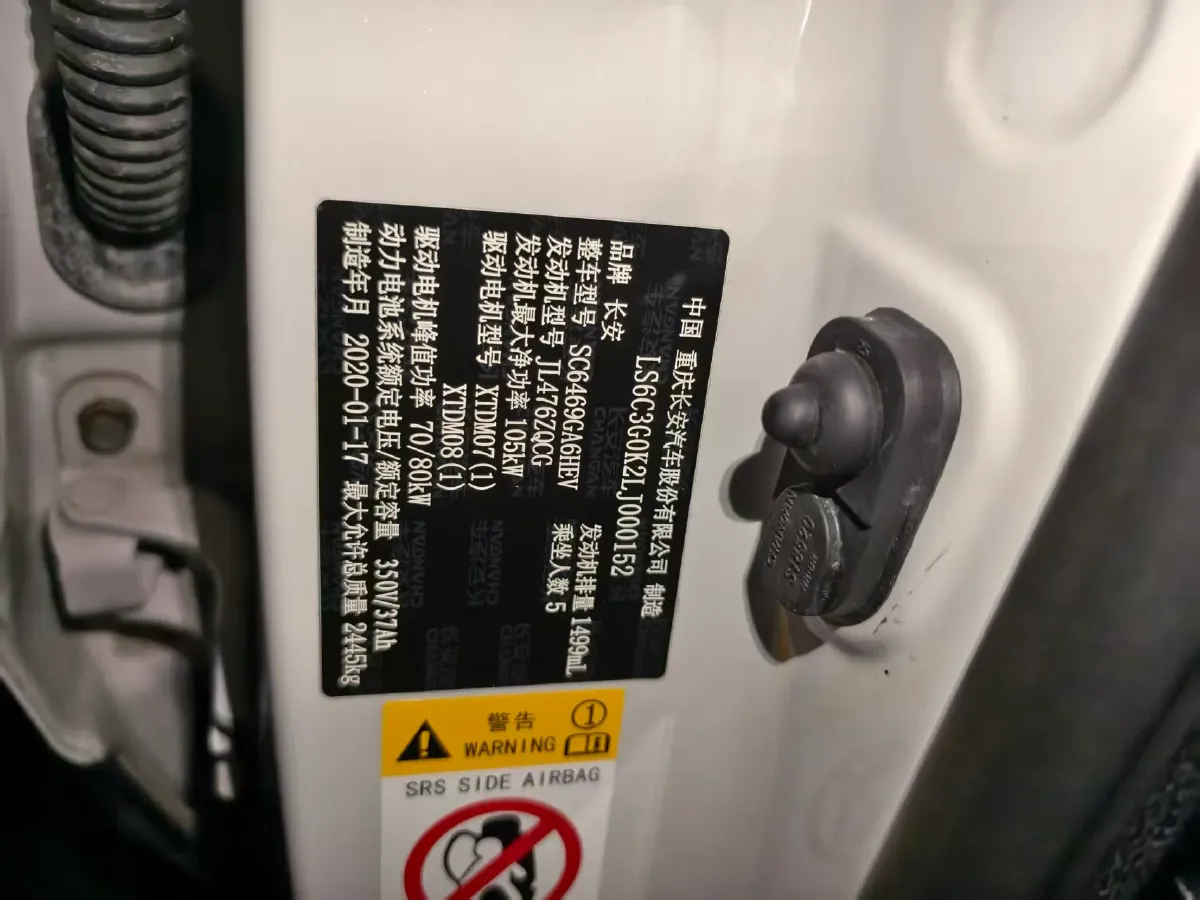 中国 重庆长安汽车股份有限公司 制造
LS6C3G0K2LJ000152
品牌 长安
整车型号 SC6469GA6HEV 发动机排量 1499mL
发动机型号 JL476ZQCG 乘坐人数 5
发动机最大净功率 105kW
驱动电机型号 XTDM07(1)
XTDM08(1)
驱动电机峰值功率 70/80kW
动力电池系统额定电压/额定容量 350V/37Ah
制造年月 2020-01-17 最大允许总质量 2445kg
警告 1
WARNING
SRS SIDE AIRBAG
CHANGAN